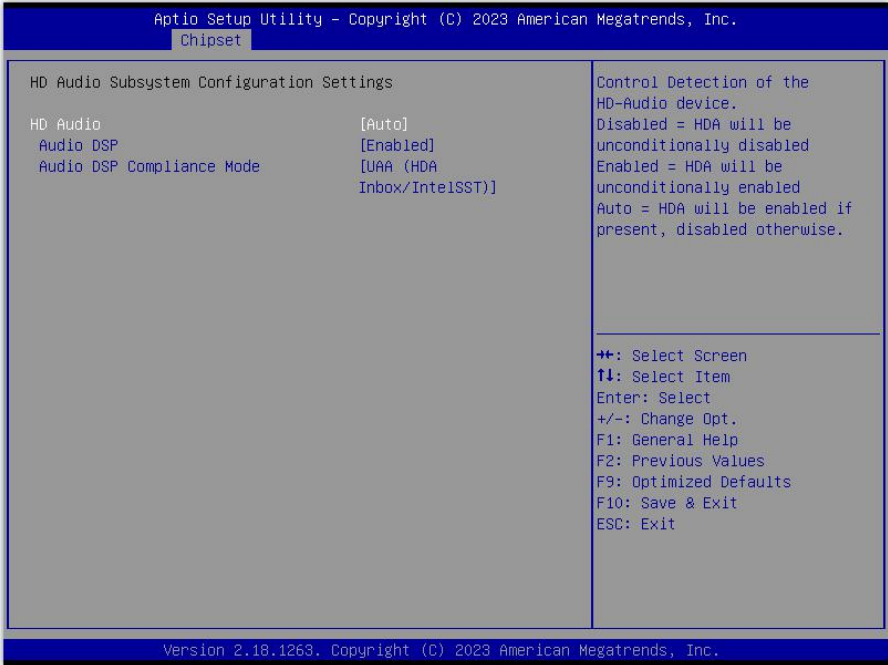 Aptio Setup Utility – Copyright (C) 2023 American Megatrends, Inc.
Chipset
HD Audio Subsystem Configuration Settings
HD Audio [Auto]
Audio DSP [Enabled]
Audio DSP Compliance Mode [UAA (HDA
Inbox/IntelSST)]
Control Detection of the
HD-Audio device.
Disabled = HDA will be
unconditionally disabled
Enabled = HDA will be
unconditionally enabled
Auto = HDA will be enabled if
present, disabled otherwise.
→←: Select Screen
↑↓: Select Item
Enter: Select
+/-: Change Opt.
F1: General Help
F2: Previous Values
F9: Optimized Defaults
F10: Save & Exit
ESC: Exit
Version 2.18.1263. Copyright (C) 2023 American Megatrends, Inc.